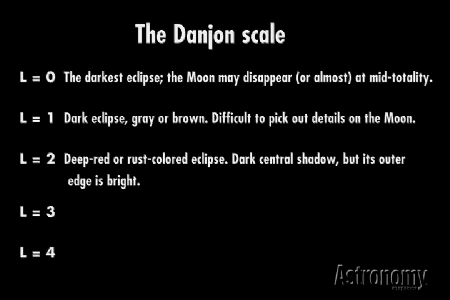 The Danjon scale
L = 0 The darkest eclipse; the Moon may disappear (or almost) at mid-totality.
L = 1 Dark eclipse, gray or brown. Difficult to pick out details on the Moon.
L = 2 Deep-red or rust-colored eclipse. Dark central shadow, but its outer
edge is bright.
L = 3
L = 4
Astronomy